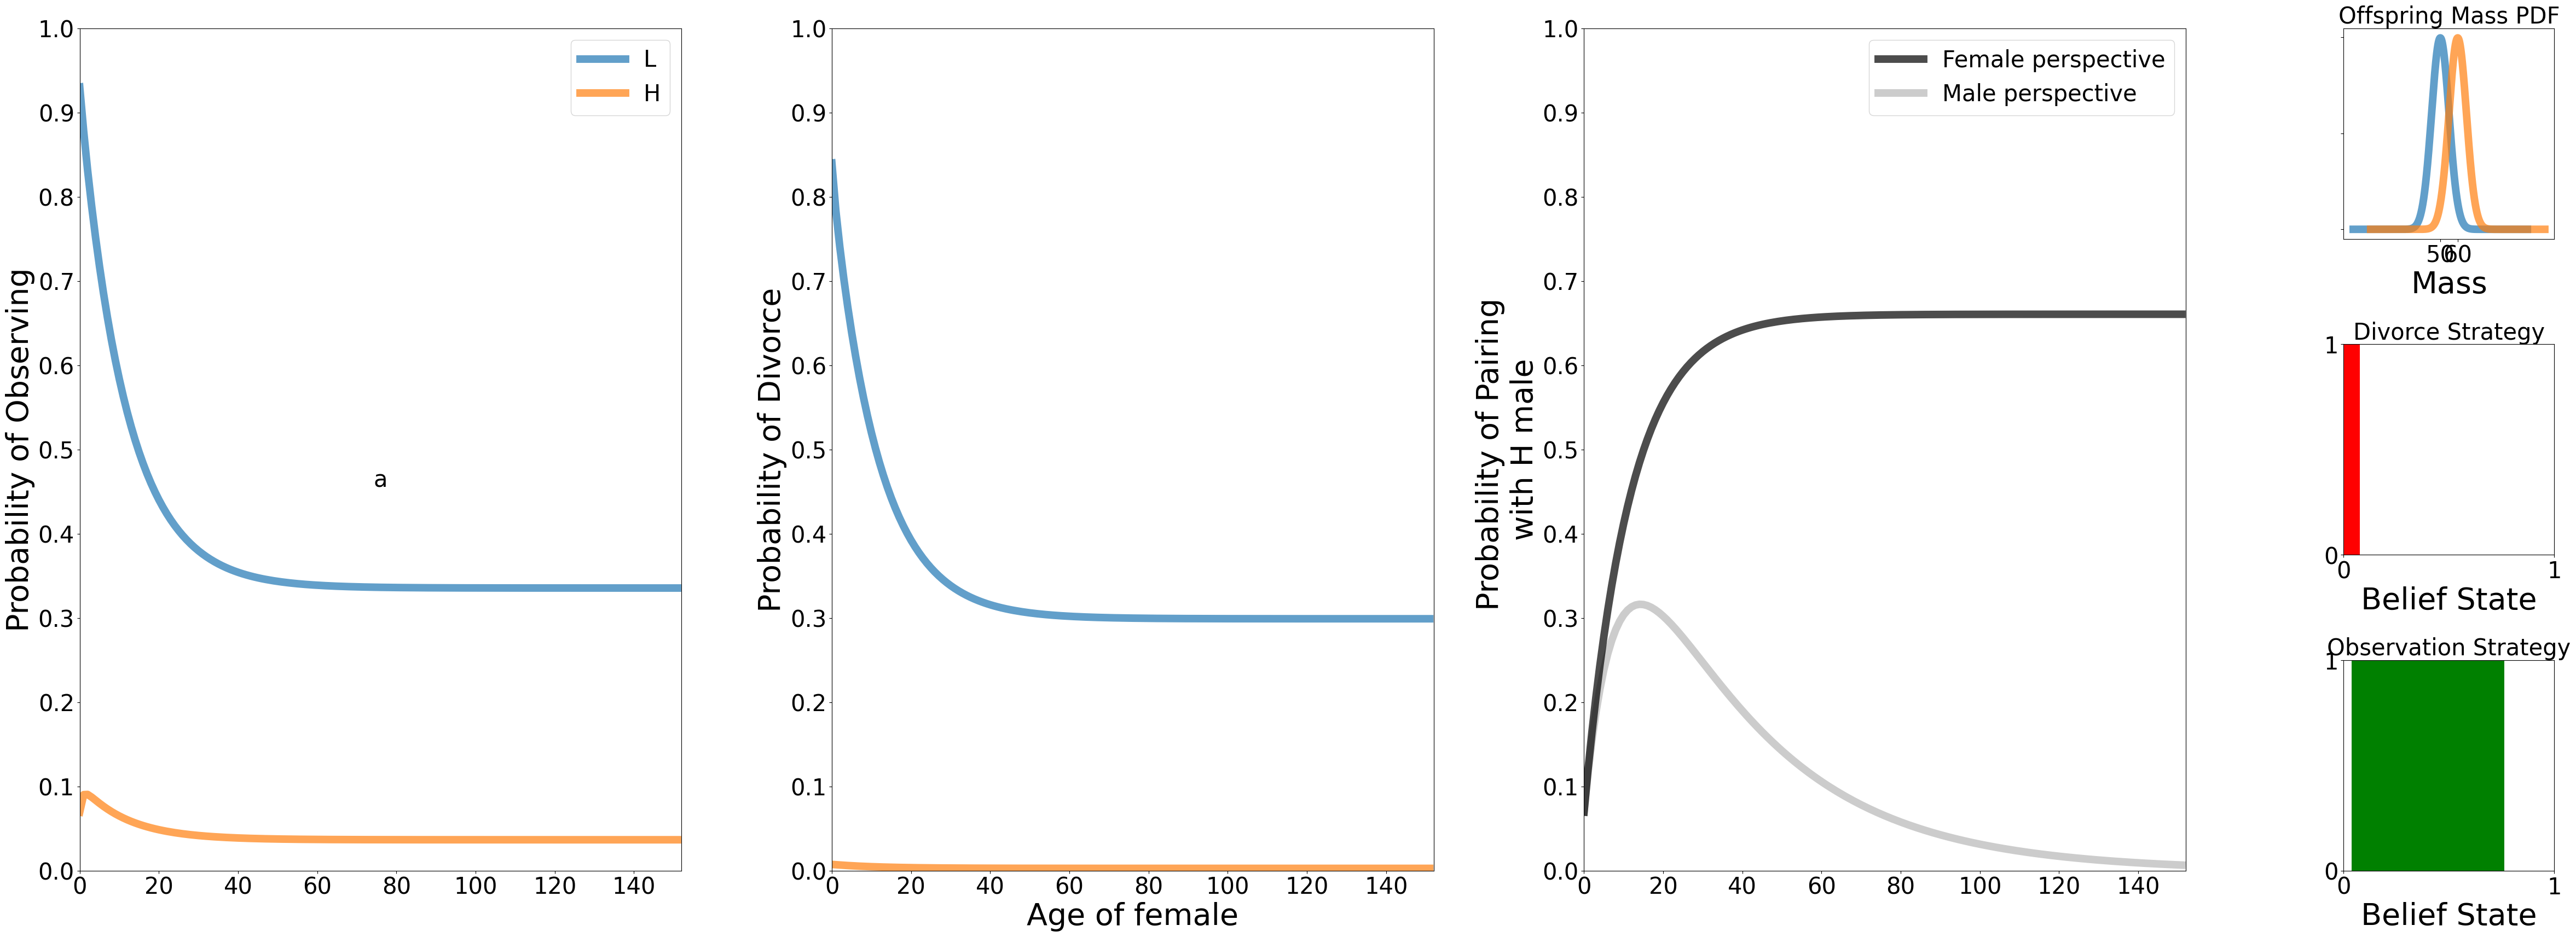 Probability of Observing
1.0
0.9
0.8
0.7
0.6
0.5
0.4
0.3
0.2
0.1
0.0
L
H
a
0 20 40 60 80 100 120 140
Probability of Divorce
1.0
0.9
0.8
0.7
0.6
0.5
0.4
0.3
0.2
0.1
0.0
0 20 40 60 80 100 120 140
Age of female
Probability of Pairing
with H male
1.0
0.9
0.8
0.7
0.6
0.5
0.4
0.3
0.2
0.1
0.0
Female perspective
Male perspective
0 20 40 60 80 100 120 140
Offspring Mass PDF
50 60
Mass
Divorce Strategy
1
0
0 1
Belief State
Observation Strategy
1
0
0 1
Belief State